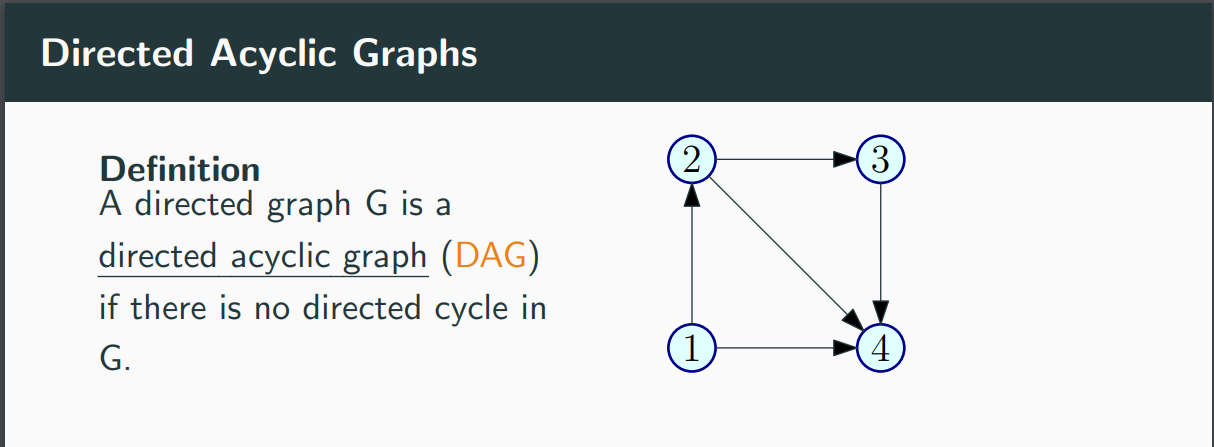 Directed Acyclic Graphs
Definition
A directed graph G is a
directed acyclic graph (DAG)
if there is no directed cycle in
G.
2
3
1
4